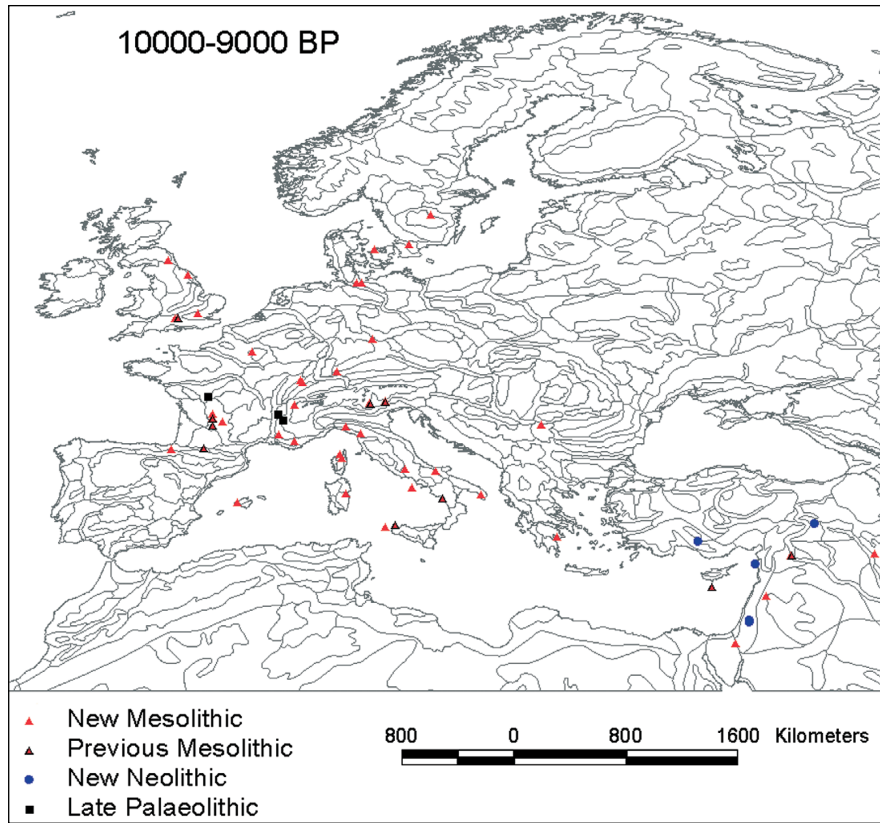 10000-9000 BP
New Mesolithic
Previous Mesolithic
New Neolithic
Late Palaeolithic
800 0 800 1600 Kilometers